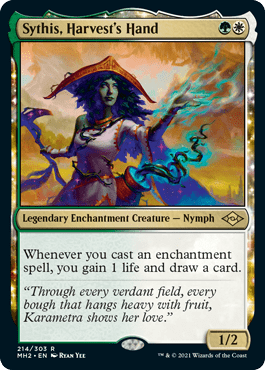 Sythis, Harvest's Hand
Legendary Enchantment Creature — Nymph
Whenever you cast an enchantment
spell, you gain 1 life and draw a card.
"Through every verdant field, every
bough that hangs heavy with fruit,
Karametra shows her love."
1/2
214/303 R
MH2 • EN Ryan Yee
™ & © 2021 Wizards of the Coast